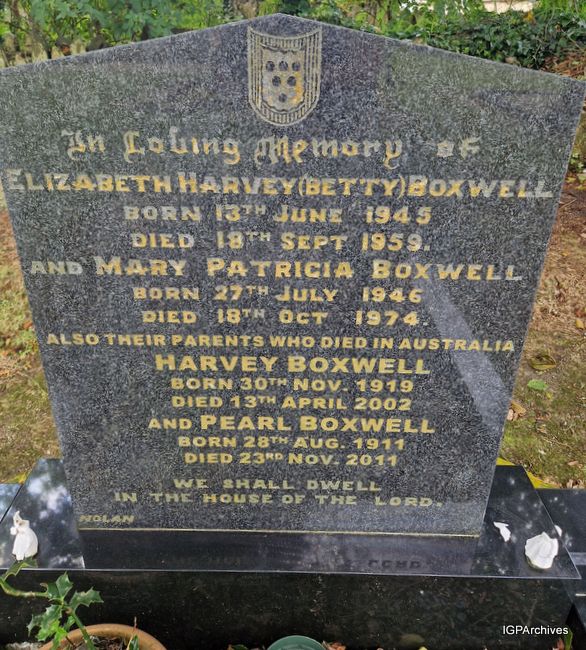 In Loving Memory of
ELIZABETH HARVEY (BETTY) BOXWELL
BORN 13TH JUNE 1945
DIED 18TH SEPT 1959.
AND MARY PATRICIA BOXWELL
BORN 27TH JULY 1946
DIED 18TH OCT 1974.
ALSO THEIR PARENTS WHO DIED IN AUSTRALIA
HARVEY BOXWELL
BORN 30TH NOV. 1919
DIED 13TH APRIL 2002
AND PEARL BOXWELL
BORN 28TH AUG. 1911
DIED 23RD NOV. 2011
WE SHALL DWELL
IN THE HOUSE OF THE LORD.
NOLAN
IGPArchives